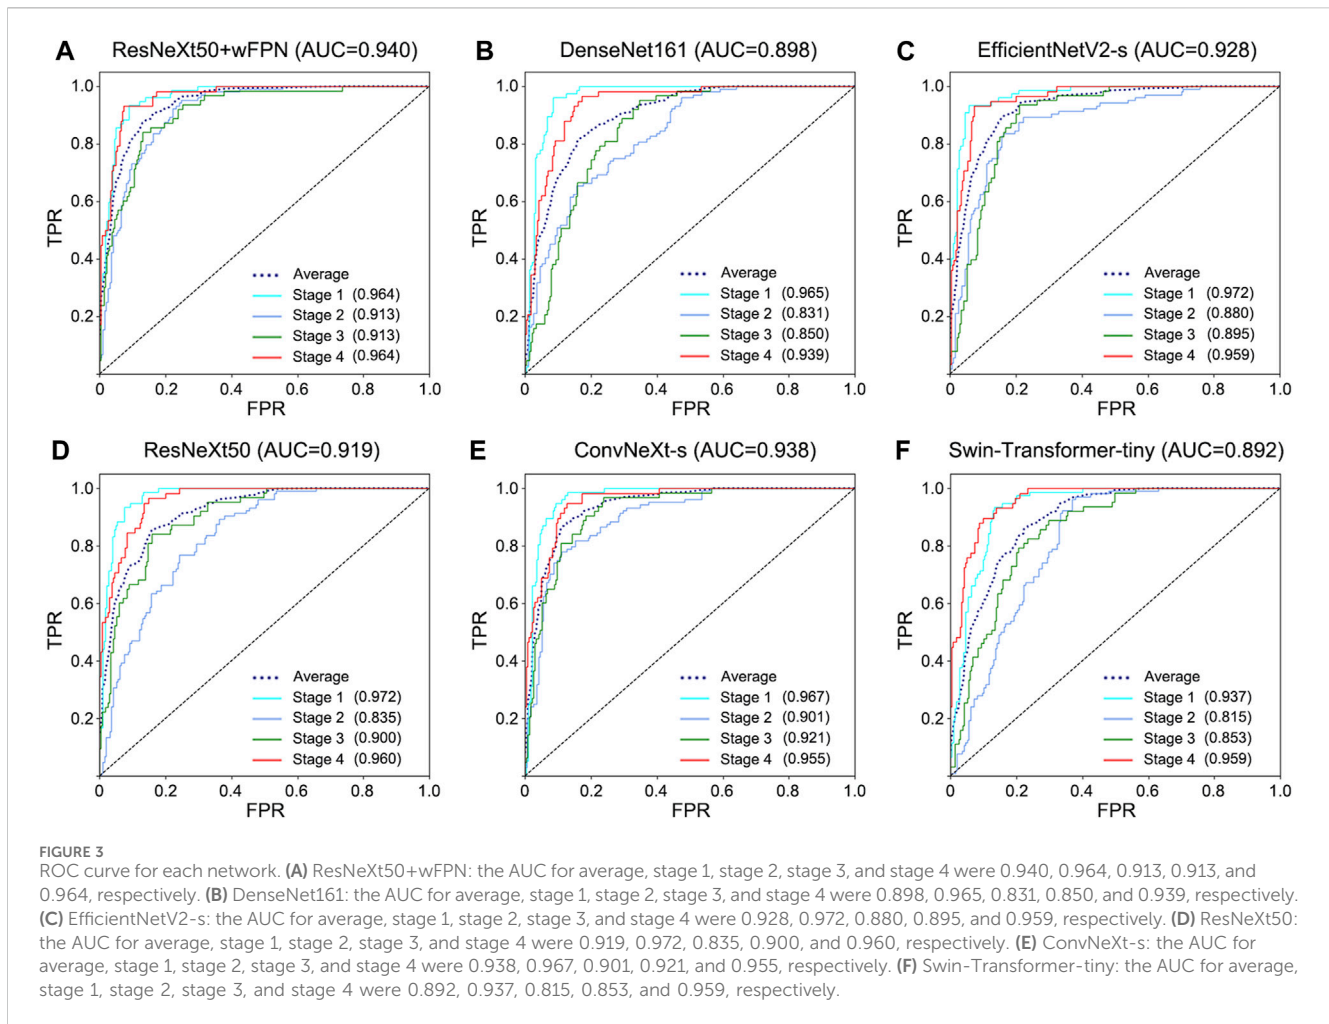 A ResNeXt50+wFPN (AUC=0.940)
TPR
1.0
0.8
0.6
0.4
0.2
Average
Stage 1 (0.964)
Stage 2 (0.913)
Stage 3 (0.913)
Stage 4 (0.964)
0 0.2 0.4 0.6 0.8 1.0
FPR
B DenseNet161 (AUC=0.898)
TPR
1.0
0.8
0.6
0.4
0.2
Average
Stage 1 (0.965)
Stage 2 (0.831)
Stage 3 (0.850)
Stage 4 (0.939)
0 0.2 0.4 0.6 0.8 1.0
FPR
C EfficientNetV2-s (AUC=0.928)
TPR
1.0
0.8
0.6
0.4
0.2
Average
Stage 1 (0.972)
Stage 2 (0.880)
Stage 3 (0.895)
Stage 4 (0.959)
0 0.2 0.4 0.6 0.8 1.0
FPR
D ResNeXt50 (AUC=0.919)
TPR
1.0
0.8
0.6
0.4
0.2
Average
Stage 1 (0.972)
Stage 2 (0.835)
Stage 3 (0.900)
Stage 4 (0.960)
0 0.2 0.4 0.6 0.8 1.0
FPR
E ConvNeXt-s (AUC=0.938)
TPR
1.0
0.8
0.6
0.4
0.2
Average
Stage 1 (0.967)
Stage 2 (0.901)
Stage 3 (0.921)
Stage 4 (0.955)
0 0.2 0.4 0.6 0.8 1.0
FPR
F Swin-Transformer-tiny (AUC=0.892)
TPR
1.0
0.8
0.6
0.4
0.2
Average
Stage 1 (0.937)
Stage 2 (0.815)
Stage 3 (0.853)
Stage 4 (0.959)
0 0.2 0.4 0.6 0.8 1.0
FPR
FIGURE 3
ROC curve for each network. (A) ResNeXt50+wFPN: the AUC for average, stage 1, stage 2, stage 3, and stage 4 were 0.940, 0.964, 0.913, 0.913, and
0.964, respectively. (B) DenseNet161: the AUC for average, stage 1, stage 2, stage 3, and stage 4 were 0.898, 0.965, 0.831, 0.850, and 0.939, respectively.
(C) EfficientNetV2-s: the AUC for average, stage 1, stage 2, stage 3, and stage 4 were 0.928, 0.972, 0.880, 0.895, and 0.959, respectively. (D) ResNeXt50:
the AUC for average, stage 1, stage 2, stage 3, and stage 4 were 0.919, 0.972, 0.835, 0.900, and 0.960, respectively. (E) ConvNeXt-s: the AUC for
average, stage 1, stage 2, stage 3, and stage 4 were 0.938, 0.967, 0.901, 0.921, and 0.955, respectively. (F) Swin-Transformer-tiny: the AUC for average,
stage 1, stage 2, stage 3, and stage 4 were 0.892, 0.937, 0.815, 0.853, and 0.959, respectively.